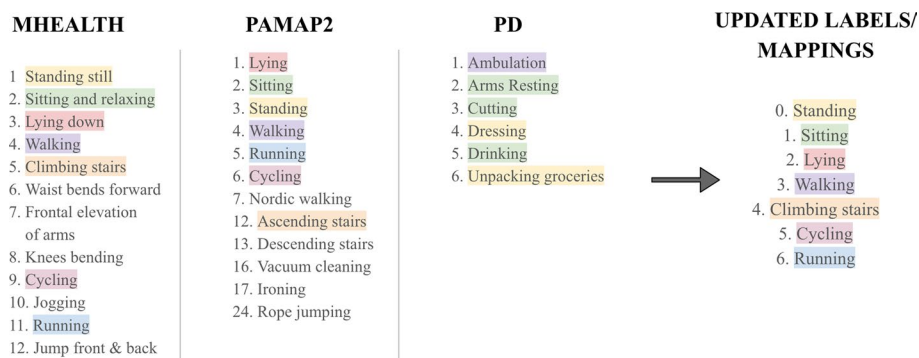 MHEALTH
1 Standing still
2. Sitting and relaxing
3. Lying down
4. Walking
5. Climbing stairs
6. Waist bends forward
7. Frontal elevation
of arms
8. Knees bending
9. Cycling
10. Jogging
11. Running
12. Jump front & back
PAMAP2
1. Lying
2. Sitting
3. Standing
4. Walking
5. Running
6. Cycling
7. Nordic walking
12. Ascending stairs
13. Descending stairs
16. Vacuum cleaning
17. Ironing
24. Rope jumping
PD
1. Ambulation
2. Arms Resting
3. Cutting
4. Dressing
5. Drinking
6. Unpacking groceries
UPDATED LABELS/
MAPPINGS
0. Standing
1. Sitting
2. Lying
3. Walking
4. Climbing stairs
5. Cycling
6. Running